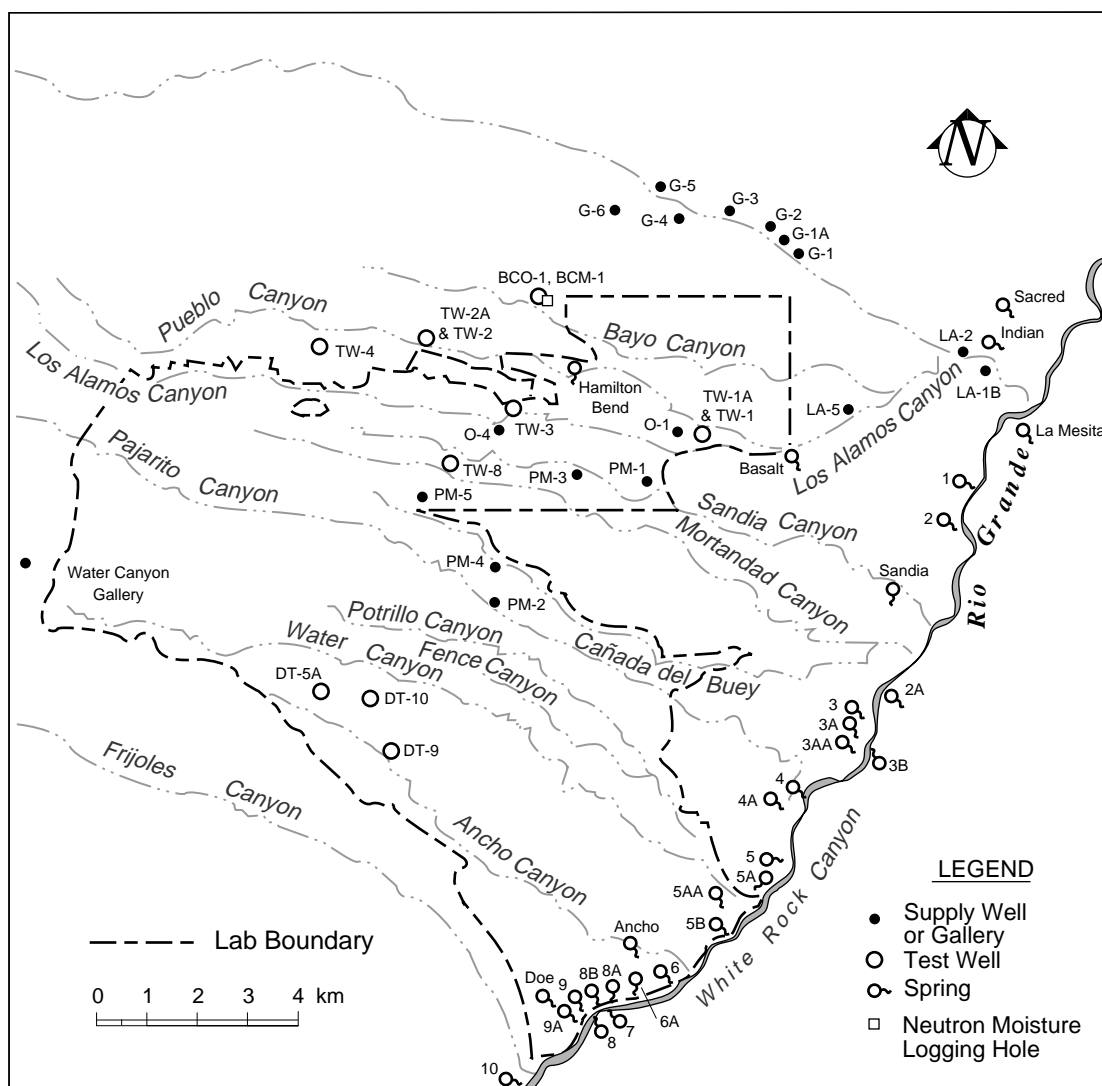 N
G-5
G-3
G-6
G-4
G-2
G-1A
G-1
BCO-1, BCM-1
Sacred
Pueblo Canyon
TW-2A
& TW-2
Indian
TW-4
Bayo Canyon
LA-2
Los Alamos Canyon
Hamilton
Bend
LA-1B
TW-1A
& TW-1
LA-5
O-4
TW-3
O-1
La Mesita
Basalt
Los Alamos Canyon
Pajarito Canyon
TW-8
PM-3
PM-1
1
PM-5
2
Sandia Canyon
Mortandad Canyon
Rio Grande
PM-4
Water Canyon
Gallery
Sandia
PM-2
Potrillo Canyon
Water Canyon
Fence Canyon
Cañada del Buey
DT-5A
DT-10
2A
3
3A
3AA
3B
DT-9
Frijoles Canyon
4
4A
Ancho Canyon
5
5A
5AA
5B
White Rock Canyon
LEGEND
Supply Well
or Gallery
Test Well
Spring
Neutron Moisture
Logging Hole
Lab Boundary
0 1 2 3 4 km
Ancho
Doe
9
8B
8A
6
9A
6A
7
8
10